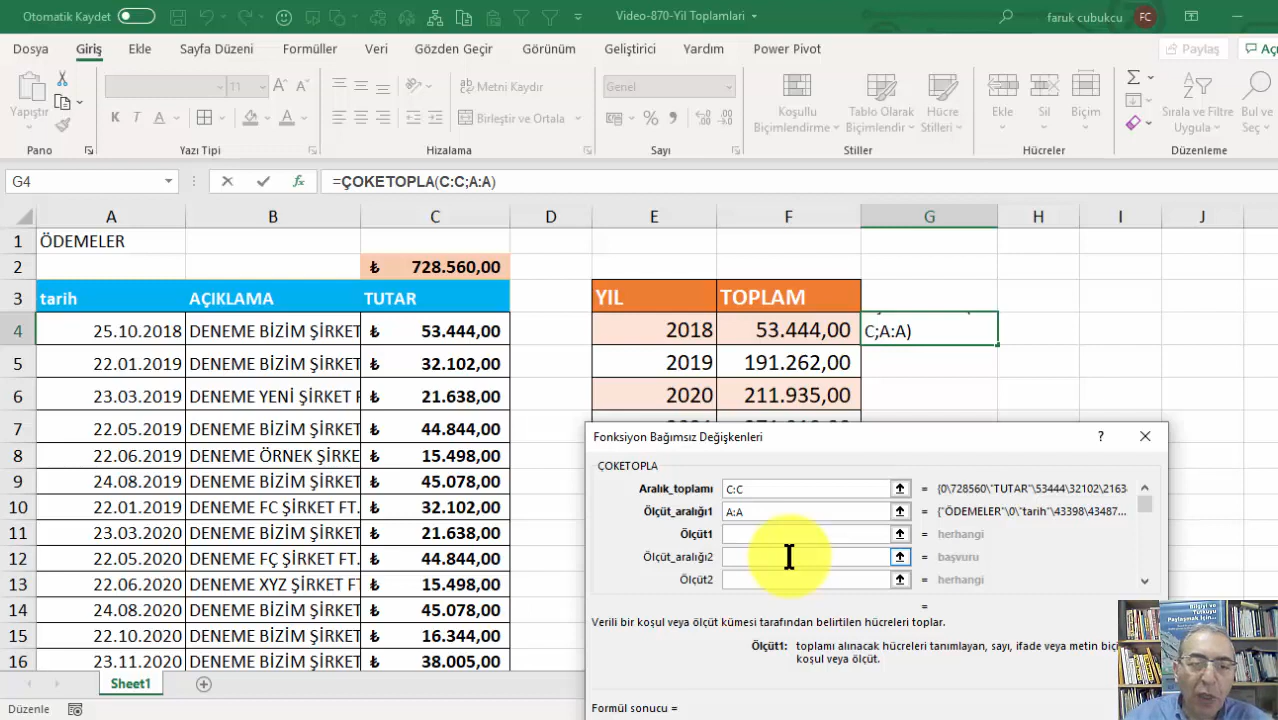 Otomatik Kaydet
Video-870-Yil Toplamlari
faruk cubukcu FC
Dosya Giriş Ekle Sayfa Düzeni Formüller Veri Gözden Geçir Görünüm Geliştirici Yardım Power Pivot Paylaş
Yapıştır
K T A
11
Metni Kaydır
Birleştir ve Ortala
Genel
Koşullu Biçimlendirme
Tablo Olarak Biçimlendir
Hücre Stilleri
Ekle Sil Biçim
Sırala ve Filtre Uygula
Bul ve Seç
Pano Yazı Tipi Hizalama Sayı Stiller Hücreler Düzenleme
G4 fx =ÇOKETOPLA(C:C;A:A)
A B C D E F G H I J
1 ÖDEMELER
2 ₺ 728.560,00
3 tarih AÇIKLAMA TUTAR YIL TOPLAM
4 25.10.2018 DENEME BİZİM ŞİRKET ₺ 53.444,00 2018 53.444,00 C;A:A)
5 22.01.2019 DENEME BİZİM ŞİRKET ₺ 32.102,00 2019 191.262,00
6 23.03.2019 DENEME YENİ ŞİRKET ₺ 21.638,00 2020 211.935,00
7 22.05.2019 DENEME BİZİM ŞİRKET ₺ 44.844,00
8 22.06.2019 DENEME ÖRNEK ŞİRKE ₺ 15.498,00
9 24.08.2019 DENEME BİZİM ŞİRKET ₺ 45.078,00
10 22.01.2020 DENEME FC ŞİRKET FT. ₺ 32.102,00
11 23.03.2020 DENEME BİZİM ŞİRKET ₺ 21.638,00
12 22.05.2020 DENEME FÇ ŞİRKET FT. ₺ 44.844,00
13 22.06.2020 DENEME XYZ ŞİRKET ₺ 15.498,00
14 24.08.2020 DENEME BİZİM ŞİRKET ₺ 45.078,00
15 22.10.2020 DENEME BİZİM ŞİRKET ₺ 16.344,00
16 23.11.2020 DENEME BİZİM ŞİRKET ₺ 38.005,00
Fonksiyon Bağımsız Değişkenleri ?
ÇOKETOPLA
Aralık_toplamı C:C = {0\728560\"TUTAR"\53444\32102\2163
Ölçüt_aralığı1 A:A = {"ÖDEMELER"\0\"tarih"\43398\43487...
Ölçüt1 = herhangi
Ölçüt_aralığı2 = başvuru
Ölçüt2 = herhangi
=
Verili bir koşul veya ölçüt kümesi tarafından belirtilen hücreleri toplar.
Ölçüt1: toplamı alınacak hücreleri tanımlayan, sayı, ifade veya metin biçi
koşul veya ölçüt.
Formül sonucu =
Sheet1
Düzenle
Bilgiyi ve
Tutkuyu
Paylaşmak İçin...